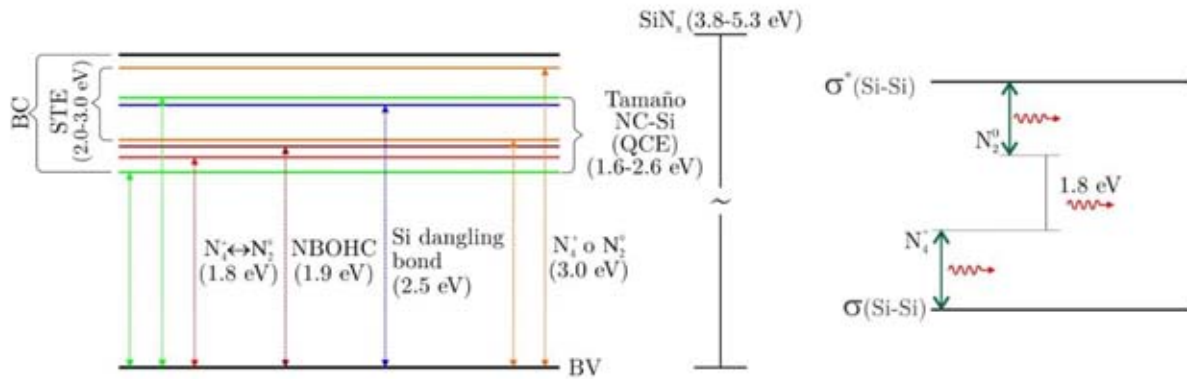 SiNₓ (3.8-5.3 eV)
BC
STE
(2.0-3.0 eV)
Tamaño
NC-Si
(QCE)
(1.6-2.6 eV)
N₄⁺↔N₂⁰
(1.8 eV)
NBOHC
(1.9 eV)
Si dangling
bond
(2.5 eV)
N₄⁺ o N₂⁰
(3.0 eV)
BV
~
σ*(Si-Si)
N₂⁰
1.8 eV
N₄⁺
σ(Si-Si)